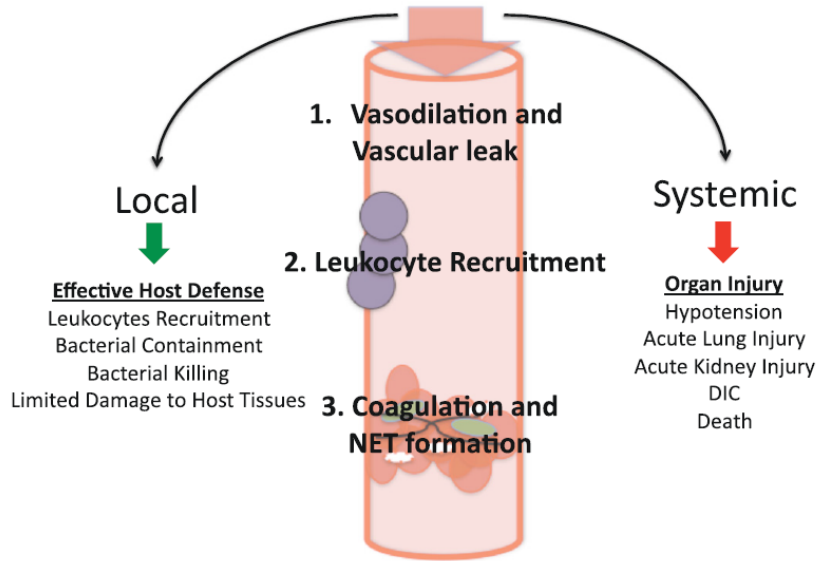 1. Vasodilation and
Vascular leak
Local
Systemic
2. Leukocyte Recruitment
Effective Host Defense
Leukocytes Recruitment
Bacterial Containment
Bacterial Killing
Limited Damage to Host Tissues
Organ Injury
Hypotension
Acute Lung Injury
Acute Kidney Injury
DIC
Death
3. Coagulation and
NET formation